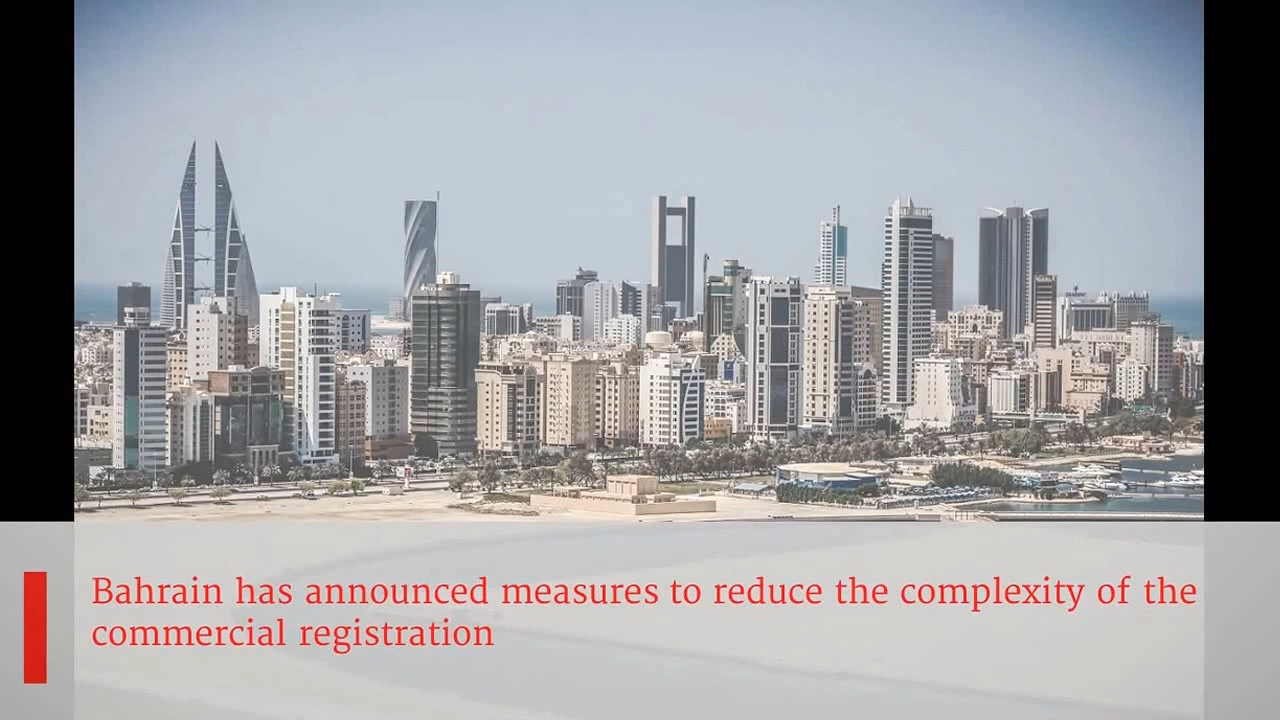 Bahrain has announced measures to reduce the complexity of the
commercial registration